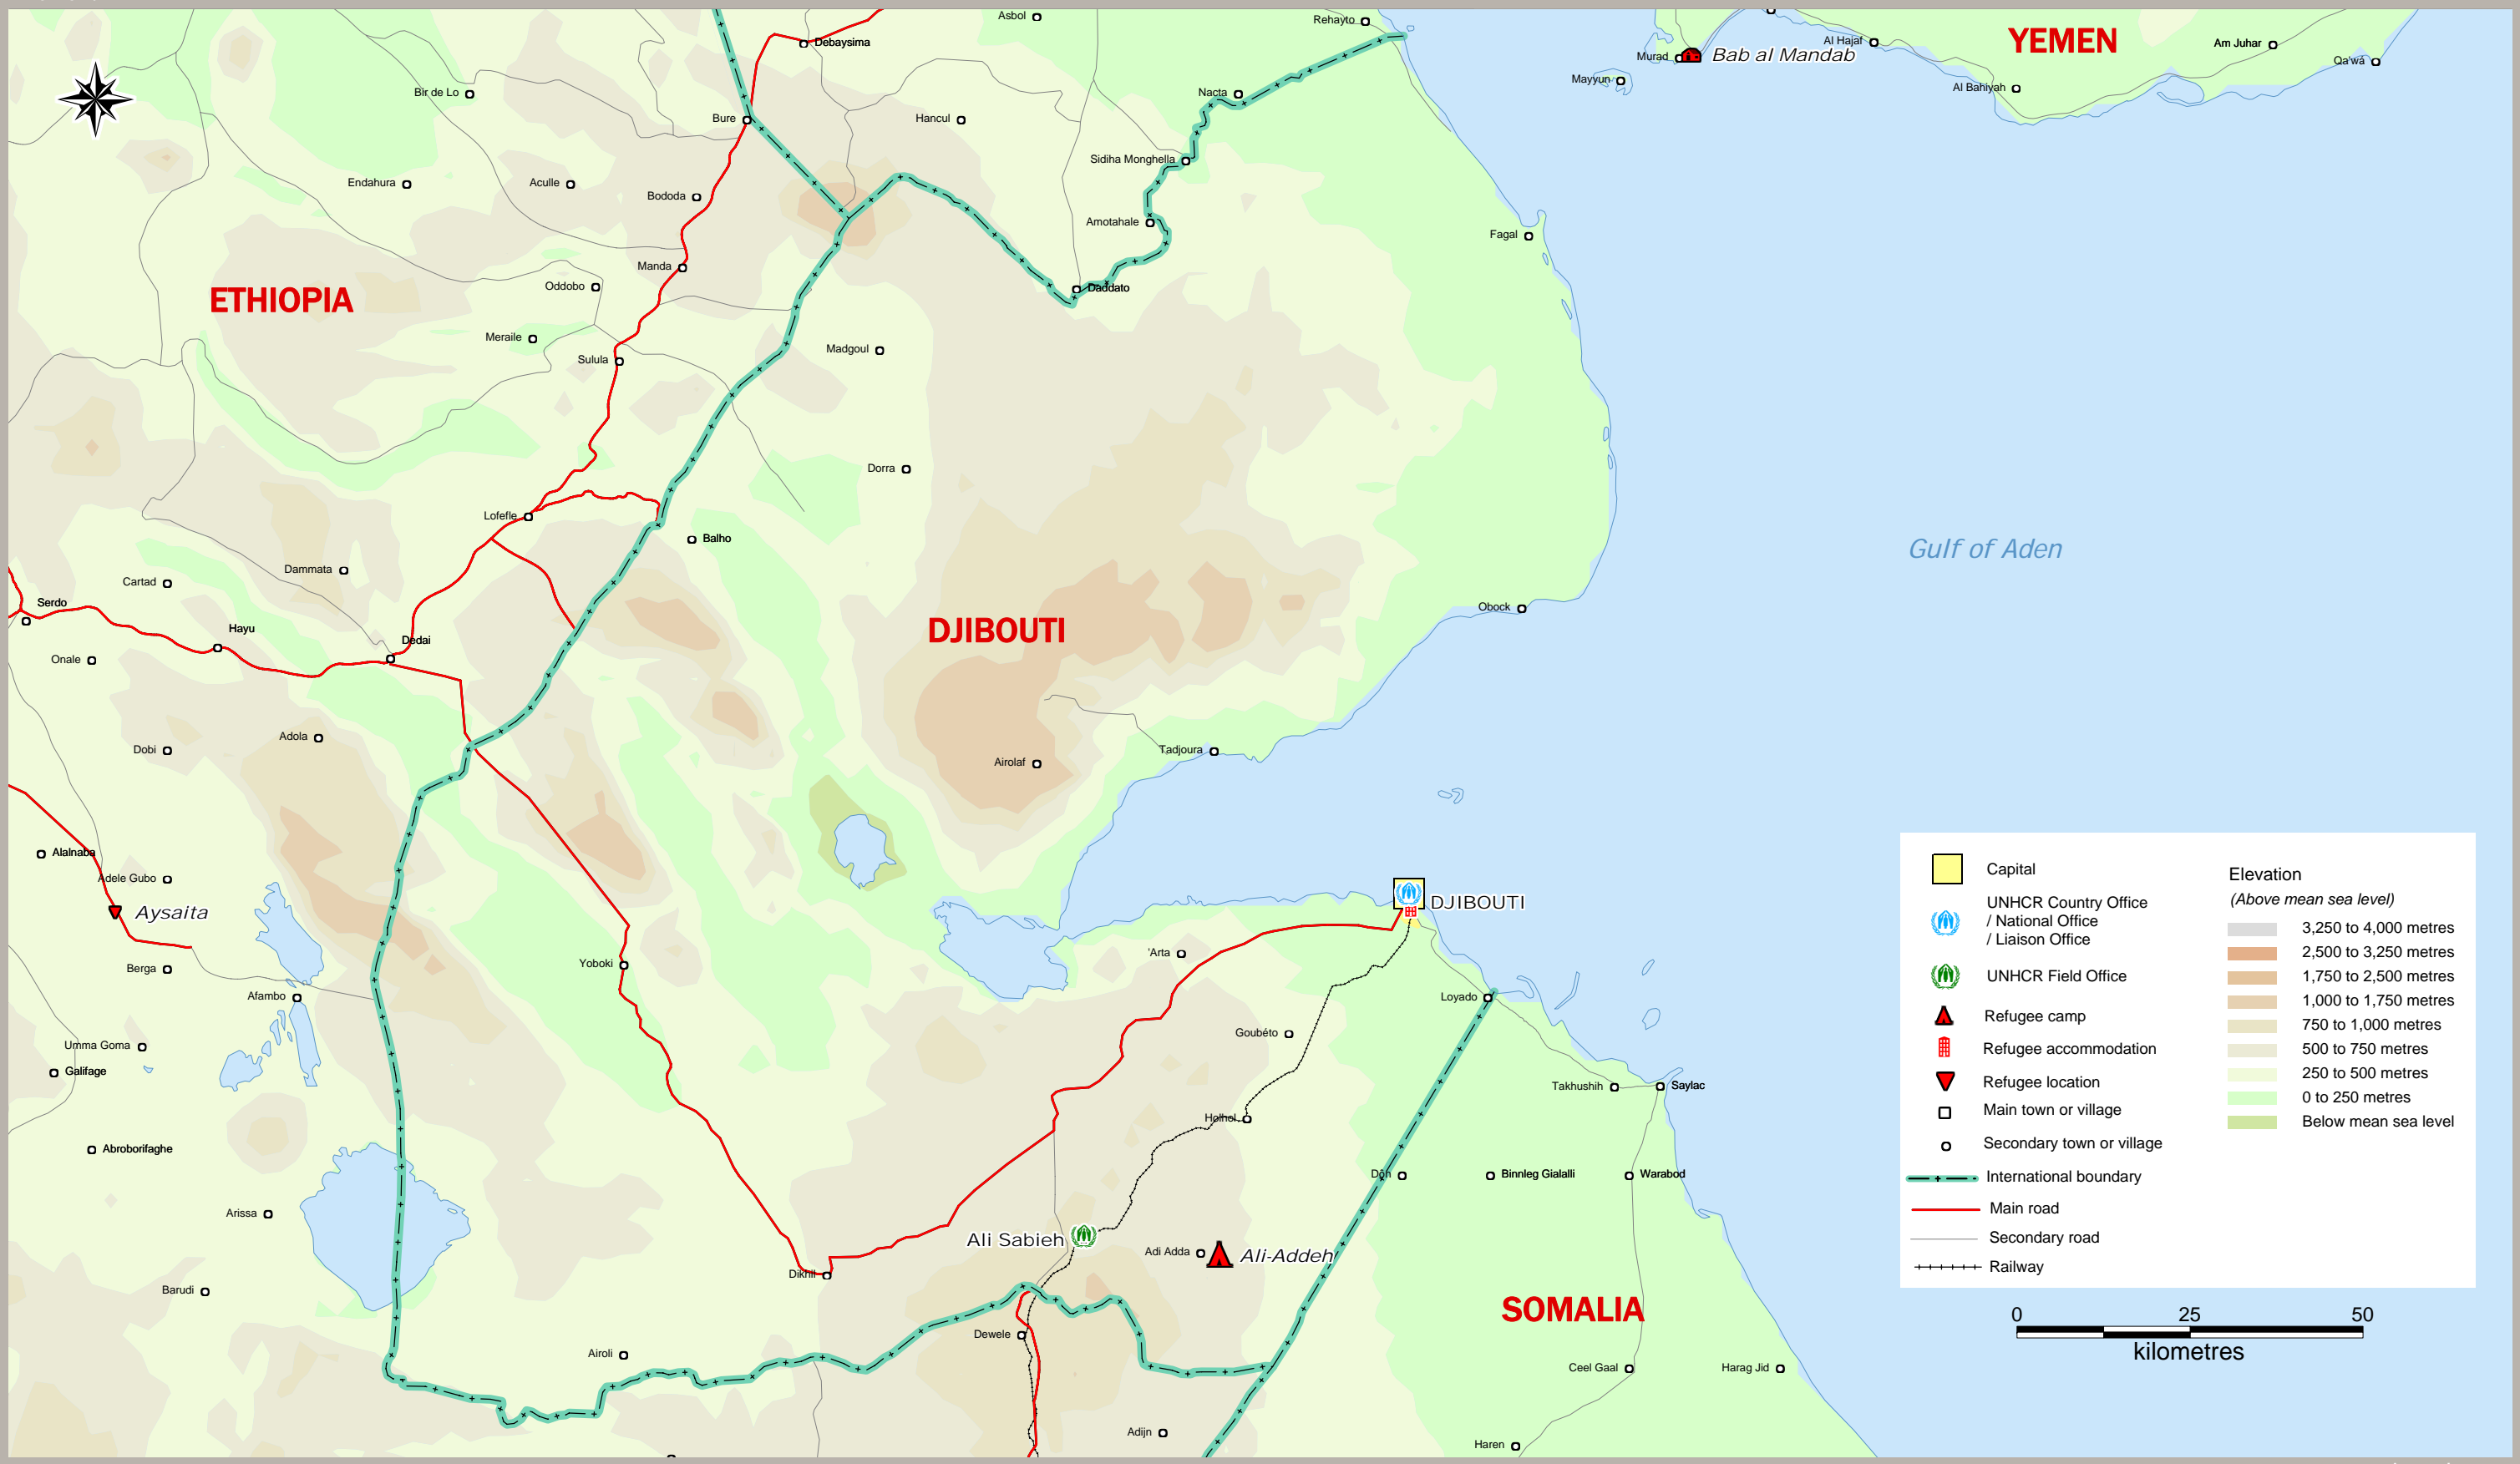 Asbol
Rehayto
Debaysima
YEMEN
Al Hajaf
Am Juhar
Murad
Bab al Mandab
Qa'wá
Mayyun
Al Bahiyah
Bir de Lo
Nacta
Bure
Hancul
Sidiha Monghella
Endahura
Aculle
Bododa
Amotahale
Fagal
Manda
Oddobo
Daddato
ETHIOPIA
Meraile
Sulula
Madgoul
Dorra
Lofefle
Balho
Gulf of Aden
Dammata
Cartad
Serdo
Obock
Hayu
DJIBOUTI
Dedai
Onale
Adola
Dobi
Tadjoura
Airolaf
Alalnaba
Adele Gubo
Aysaita
DJIBOUTI
'Arta
Yoboki
Berga
Afambo
Loyado
Goubéto
Umma Goma
Galifage
Takhushih
Saylac
Holhol
Abroborifaghe
Dôn
Binnleg Gialalli
Warabod
Arissa
Ali Sabieh
Adi Adda
Ali-Addeh
Dikhil
Barudi
SOMALIA
Dewele
Airoli
Ceel Gaal
Harag Jid
Adijn
Haren
Capital
UNHCR Country Office
/ National Office
/ Liaison Office
UNHCR Field Office
Refugee camp
Refugee accommodation
Refugee location
Main town or village
Secondary town or village
International boundary
Main road
Secondary road
Railway
Elevation
(Above mean sea level)
3,250 to 4,000 metres
2,500 to 3,250 metres
1,750 to 2,500 metres
1,000 to 1,750 metres
750 to 1,000 metres
500 to 750 metres
250 to 500 metres
0 to 250 metres
Below mean sea level
0 25 50
kilometres